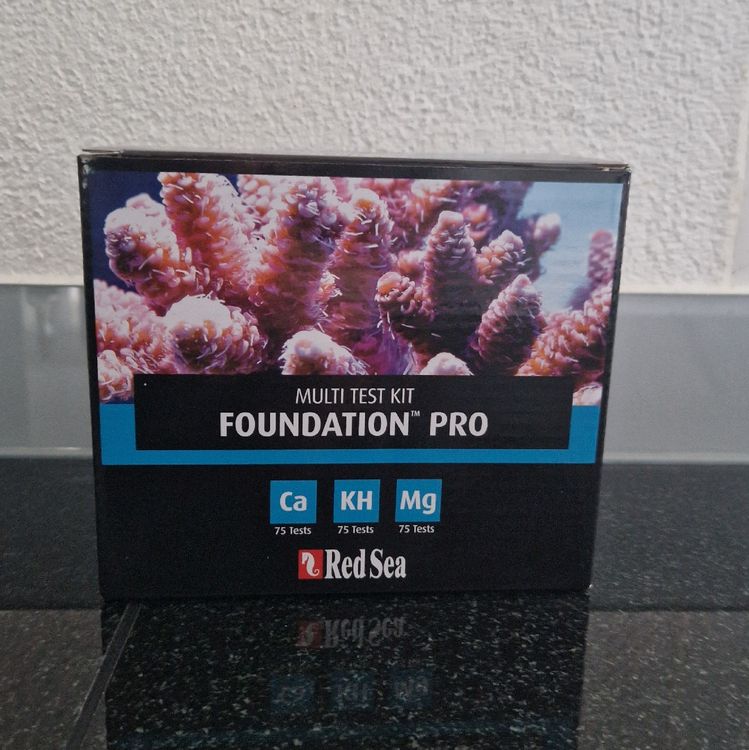 MULTI TEST KIT
FOUNDATION™ PRO
Ca KH Mg
75 Tests 75 Tests 75 Tests
Red Sea